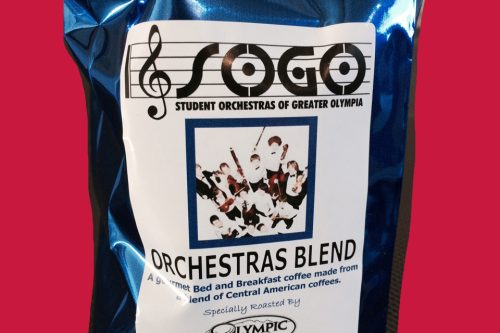 SOGO
STUDENT ORCHESTRAS OF GREATER OLYMPIA
ORCHESTRAS BLEND
A gourmet Bed and Breakfast coffee made from
a blend of Central American coffees.
Specially Roasted By
OLYMPIC